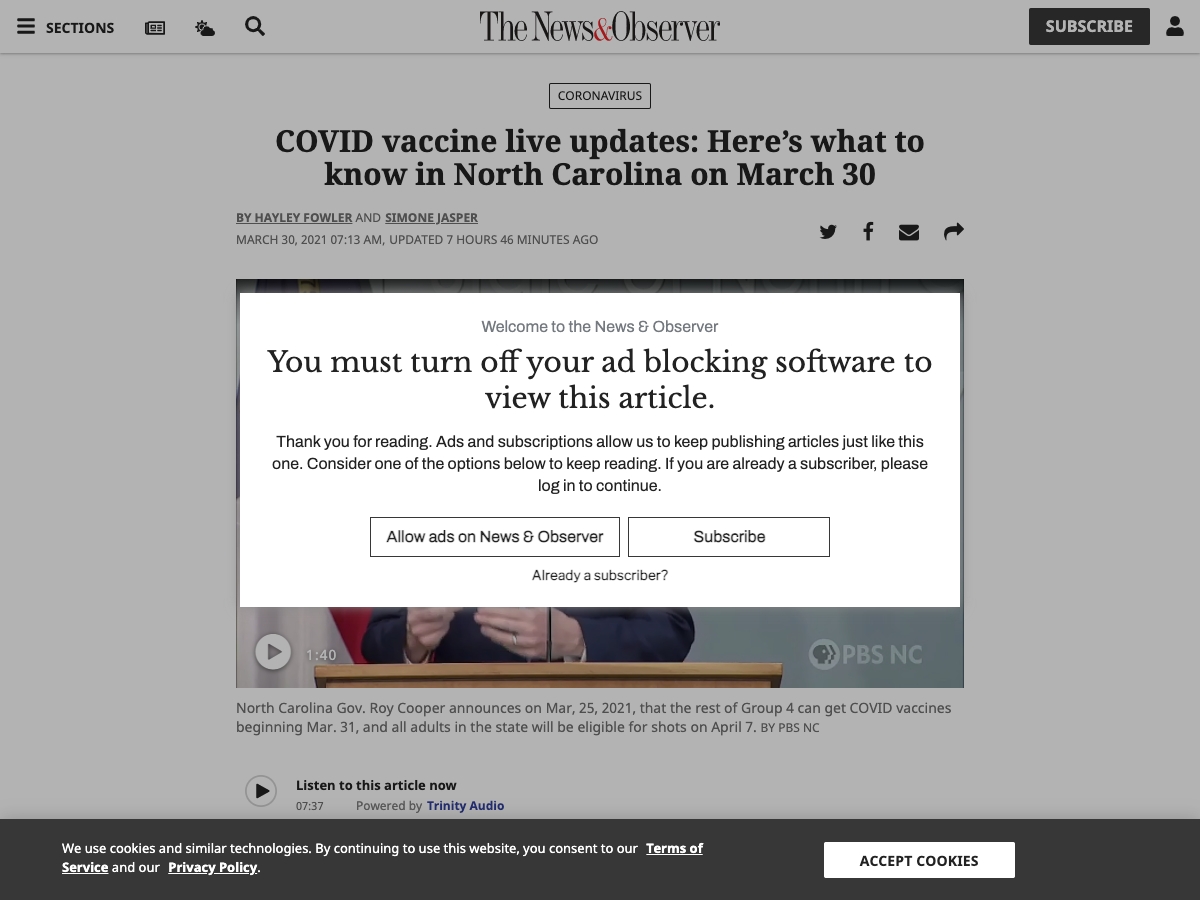 SECTIONS
The News&Observer
SUBSCRIBE
CORONAVIRUS
COVID vaccine live updates: Here’s what to
know in North Carolina on March 30
BY HAYLEY FOWLER AND SIMONE JASPER
MARCH 30, 2021 07:13 AM, UPDATED 7 HOURS 46 MINUTES AGO
Welcome to the News & Observer
You must turn off your ad blocking software to
view this article.
Thank you for reading. Ads and subscriptions allow us to keep publishing articles just like this
one. Consider one of the options below to keep reading. If you are already a subscriber, please
log in to continue.
Allow ads on News & Observer
Subscribe
Already a subscriber?
1:40
PBS NC
North Carolina Gov. Roy Cooper announces on Mar, 25, 2021, that the rest of Group 4 can get COVID vaccines
beginning Mar. 31, and all adults in the state will be eligible for shots on April 7. BY PBS NC
Listen to this article now
07:37 Powered by Trinity Audio
We use cookies and similar technologies. By continuing to use this website, you consent to our Terms of
Service and our Privacy Policy.
ACCEPT COOKIES